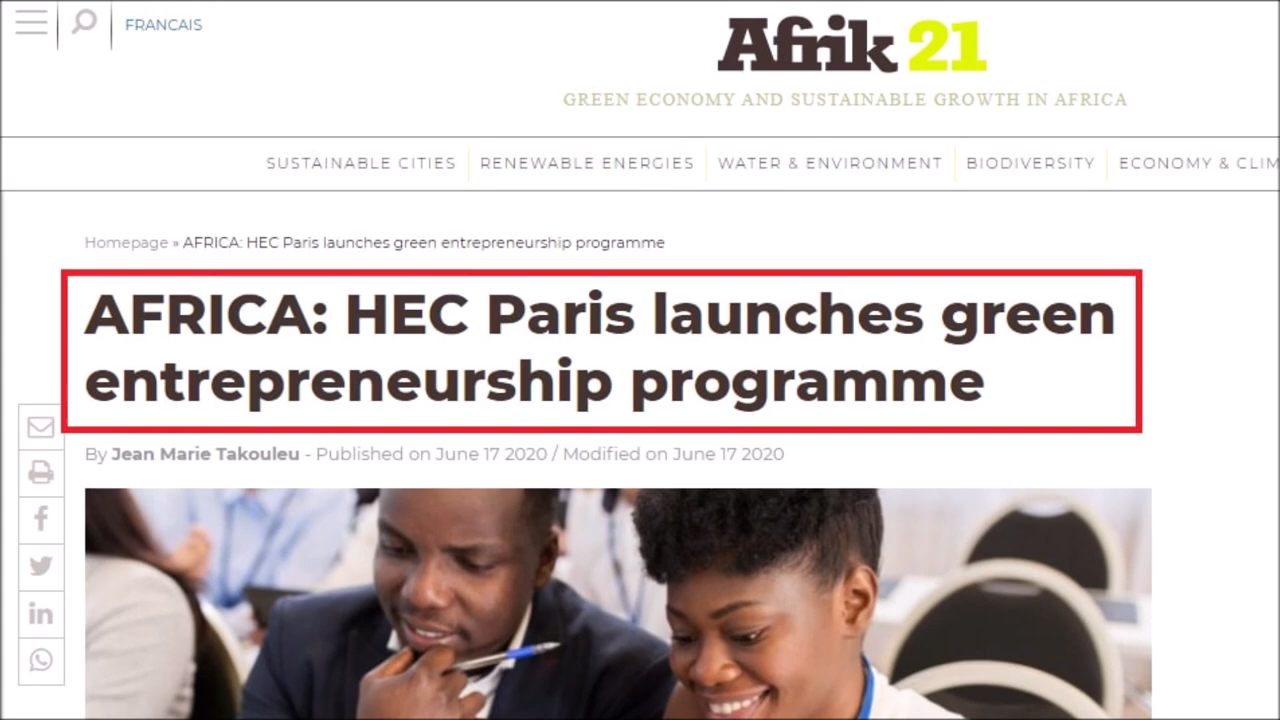 FRANCAIS
Afrik 21
GREEN ECONOMY AND SUSTAINABLE GROWTH IN AFRICA
SUSTAINABLE CITIES RENEWABLE ENERGIES WATER & ENVIRONMENT BIODIVERSITY ECONOMY & CLIM
Homepage » AFRICA: HEC Paris launches green entrepreneurship programme
AFRICA: HEC Paris launches green
entrepreneurship programme
By Jean Marie Takouleu - Published on June 17 2020 / Modified on June 17 2020